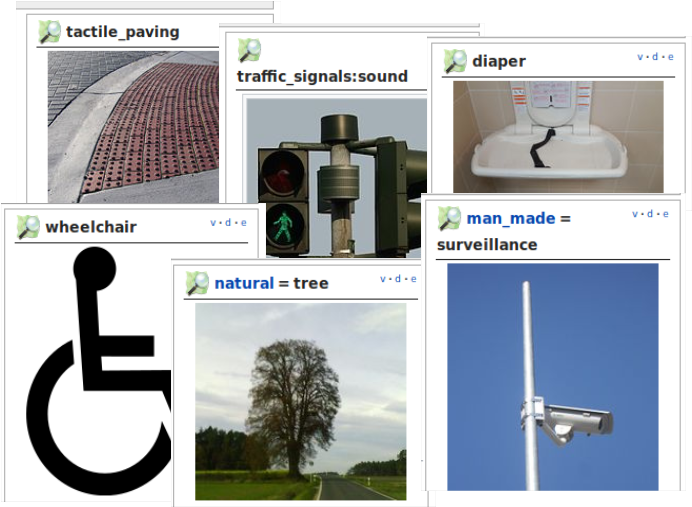 tactile_paving
traffic_signals:sound
diaper
v·d·e
wheelchair
v·d·e
natural = tree
v·d·e
man_made =
surveillance
v·d·e